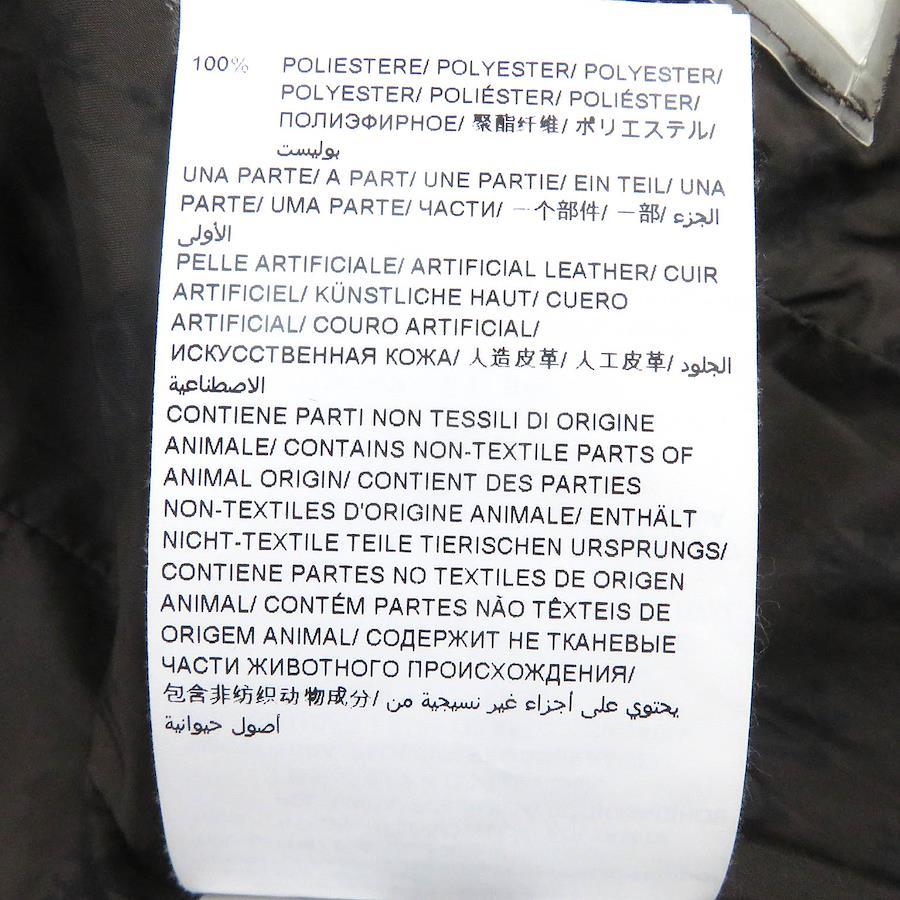 100% POLIESTERE/ POLYESTER/ POLYESTER/
POLYESTER/ POLIÉSTER/ POLIÉSTER/
ПОЛИЭФИРНОЕ/ 聚酯纤维/ ポリエステル/
بوليست
UNA PARTE/ A PART/ UNE PARTIE/ EIN TEIL/ UNA
PARTE/ UMA PARTE/ ЧАСТИ/ 一个部件/ 一部/ الجزء
الأولى
PELLE ARTIFICIALE/ ARTIFICIAL LEATHER/ CUIR
ARTIFICIEL/ KÜNSTLICHE HAUT/ CUERO
ARTIFICIAL/ COURO ARTIFICIAL/
ИСКУССТВЕННАЯ КОЖА/ 人造皮革/ 人工皮革/ الجلود
الاصطناعية
CONTIENE PARTI NON TESSILI DI ORIGINE
ANIMALE/ CONTAINS NON-TEXTILE PARTS OF
ANIMAL ORIGIN/ CONTIENT DES PARTIES
NON-TEXTILES D'ORIGINE ANIMALE/ ENTHÄLT
NICHT-TEXTILE TEILE TIERISCHEN URSPRUNGS/
CONTIENE PARTES NO TEXTILES DE ORIGEN
ANIMAL/ CONTÉM PARTES NÃO TÊXTEIS DE
ORIGEM ANIMAL/ СОДЕРЖИТ НЕ ТКАНЕВЫЕ
ЧАСТИ ЖИВОТНОГО ПРОИСХОЖДЕНИЯ/
包含非纺织动物成分/ يحتوي على أجزاء غير نسيجية من
أصول حيوانية